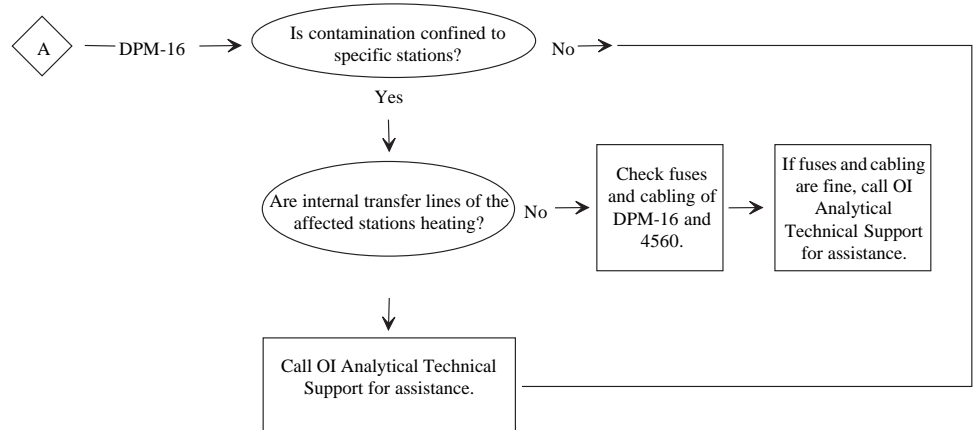 A
DPM-16
Is contamination confined to
specific stations?
No
Yes
Are internal transfer lines of the
affected stations heating?
No
Check fuses
and cabling of
DPM-16 and
4560.
If fuses and cabling
are fine, call OI
Analytical
Technical Support
for assistance.
Call OI Analytical Technical
Support for assistance.